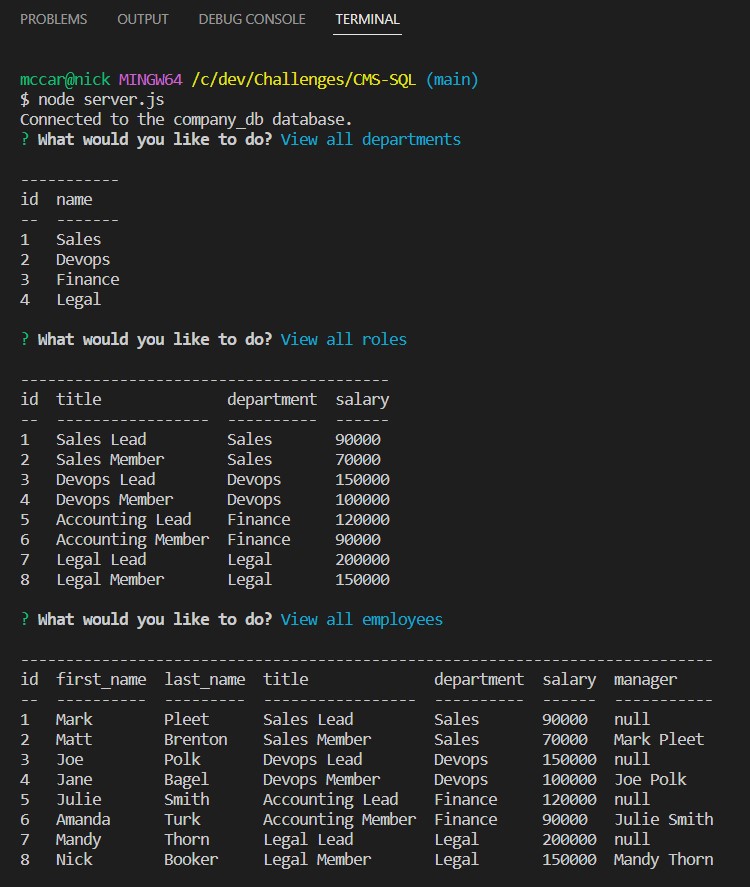 PROBLEMS OUTPUT DEBUG CONSOLE TERMINAL
mccar@nick MINGW64 /c/dev/Challenges/CMS-SQL (main)
$ node server.js
Connected to the company_db database.
? What would you like to do? View all departments
-----------
id  name
--  -------
1   Sales
2   Devops
3   Finance
4   Legal
? What would you like to do? View all roles
-----------------------------------------
id  title              department  salary
--  -----------------  ----------  ------
1   Sales Lead         Sales       90000
2   Sales Member       Sales       70000
3   Devops Lead        Devops      150000
4   Devops Member      Devops      100000
5   Accounting Lead    Finance     120000
6   Accounting Member  Finance     90000
7   Legal Lead         Legal       200000
8   Legal Member       Legal       150000
? What would you like to do? View all employees
-----------------------------------------------------------------------------
id  first_name  last_name  title              department  salary  manager
--  ----------  ---------  -----------------  ----------  ------  -----------
1   Mark        Pleet      Sales Lead         Sales       90000   null
2   Matt        Brenton    Sales Member       Sales       70000   Mark Pleet
3   Joe         Polk       Devops Lead        Devops      150000  null
4   Jane        Bagel      Devops Member      Devops      100000  Joe Polk
5   Julie       Smith      Accounting Lead    Finance     120000  null
6   Amanda      Turk       Accounting Member  Finance     90000   Julie Smith
7   Mandy       Thorn      Legal Lead         Legal       200000  null
8   Nick        Booker     Legal Member       Legal       150000  Mandy Thorn